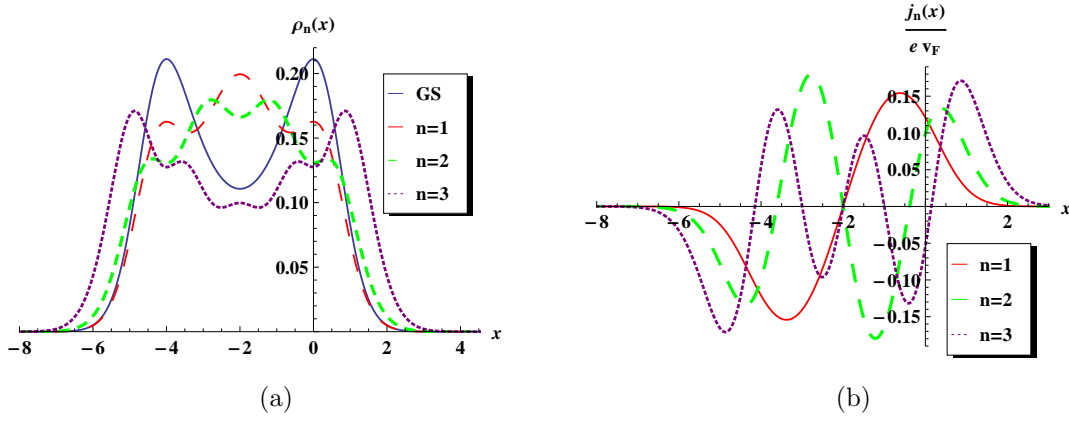 ρₙ(x)
0.20
0.15
0.10
0.05
−8 −6 −4 −2 0 2 4 x
GS
n=1
n=2
n=3
(a)
jₙ(x)
e v_F
0.15
0.10
0.05
−0.05
−0.10
−0.15
−8 −6 −4 −2 2 x
n=1
n=2
n=3
(b)